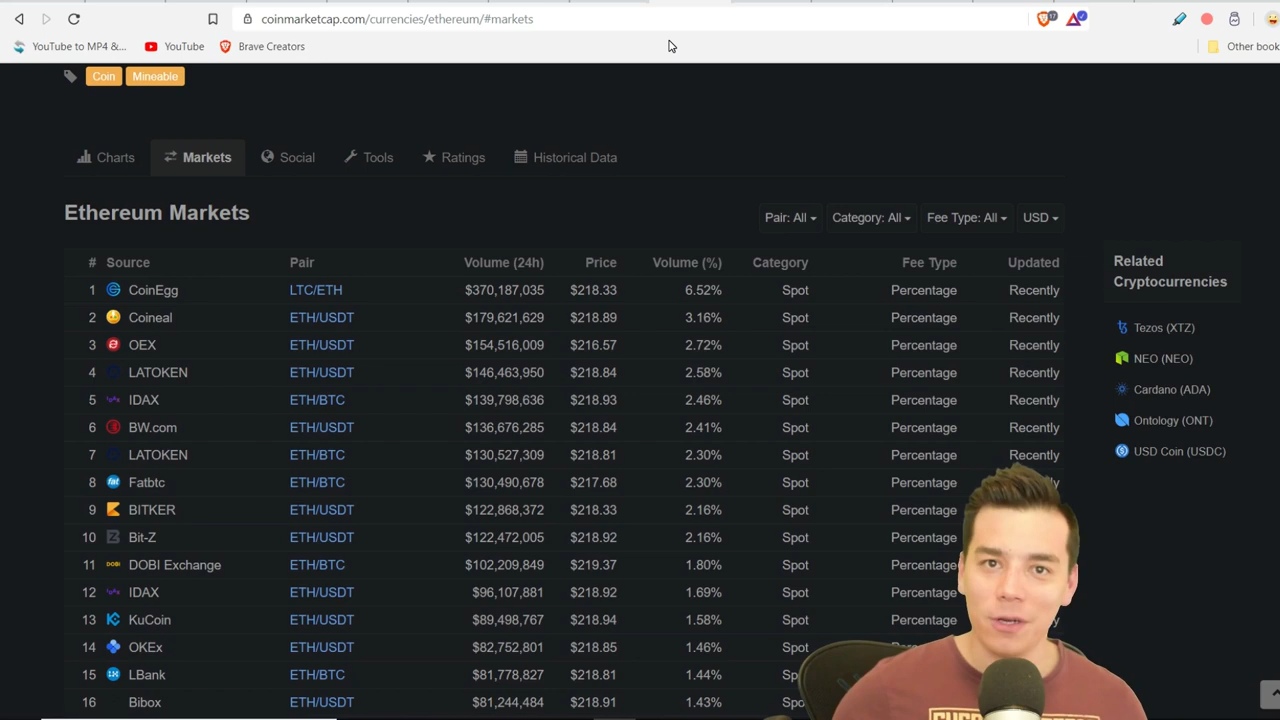 coinmarketcap.com/currencies/ethereum/#markets
17
YouTube to MP4 &... YouTube Brave Creators Other book
Coin Mineable
Charts Markets Social Tools Ratings Historical Data
Ethereum Markets
Pair: All Category: All Fee Type: All USD
# Source Pair Volume (24h) Price Volume (%) Category Fee Type Updated
1 CoinEgg LTC/ETH $370,187,035 $218.33 6.52% Spot Percentage Recently
2 Coineal ETH/USDT $179,621,629 $218.89 3.16% Spot Percentage Recently
3 OEX ETH/USDT $154,516,009 $216.57 2.72% Spot Percentage Recently
4 LATOKEN ETH/USDT $146,463,950 $218.84 2.58% Spot Percentage Recently
5 IDAX ETH/BTC $139,798,636 $218.93 2.46% Spot Percentage Recently
6 BW.com ETH/USDT $136,676,285 $218.84 2.41% Spot Percentage Recently
7 LATOKEN ETH/BTC $130,527,309 $218.81 2.30% Spot Percentage Recently
8 fat Fatbtc ETH/BTC $130,490,678 $217.68 2.30% Spot Percentage
9 BITKER ETH/USDT $122,868,372 $218.33 2.16% Spot Percentage
10 Bit-Z ETH/USDT $122,472,005 $218.92 2.16% Spot Percentage
11 DOBI DOBI Exchange ETH/BTC $102,209,849 $219.37 1.80% Spot Percentage
12 IDAX ETH/USDT $96,107,881 $218.92 1.69% Spot Percentage
13 KuCoin ETH/USDT $89,498,767 $218.94 1.58% Spot Percentage
14 OKEx ETH/USDT $82,752,801 $218.85 1.46% Spot Percentage
15 LBank ETH/BTC $81,778,827 $218.81 1.44% Spot
16 Bibox ETH/USDT $81,244,484 $218.91 1.43%
Related
Cryptocurrencies
Tezos (XTZ)
NEO (NEO)
Cardano (ADA)
Ontology (ONT)
USD Coin (USDC)